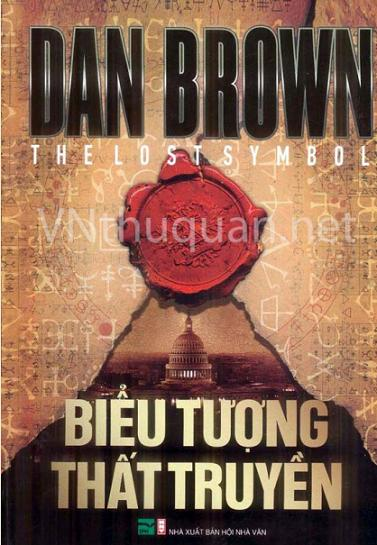 DAN BROWN
THE LOST SYMBOL
VNthuquan.net
BIỂU TƯỢNG
THẤT TRUYỀN
NHÀ XUẤT BẢN HỘI NHÀ VĂN